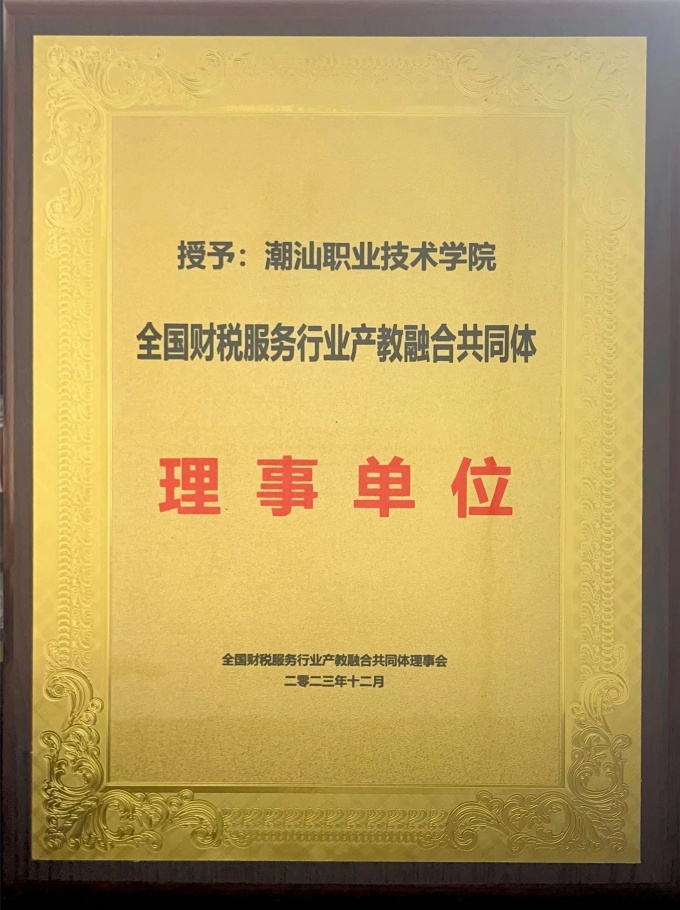 授予：潮汕职业技术学院
全国财税服务行业产教融合共同体
理事单位
全国财税服务行业产教融合共同体理事会
二零二三年十二月